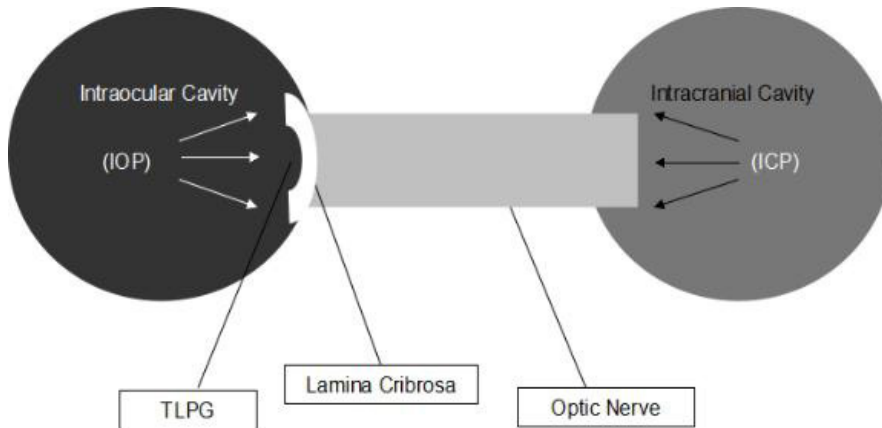 Intraocular Cavity
Intracranial Cavity
(IOP)
(ICP)
Lamina Cribrosa
TLPG
Optic Nerve